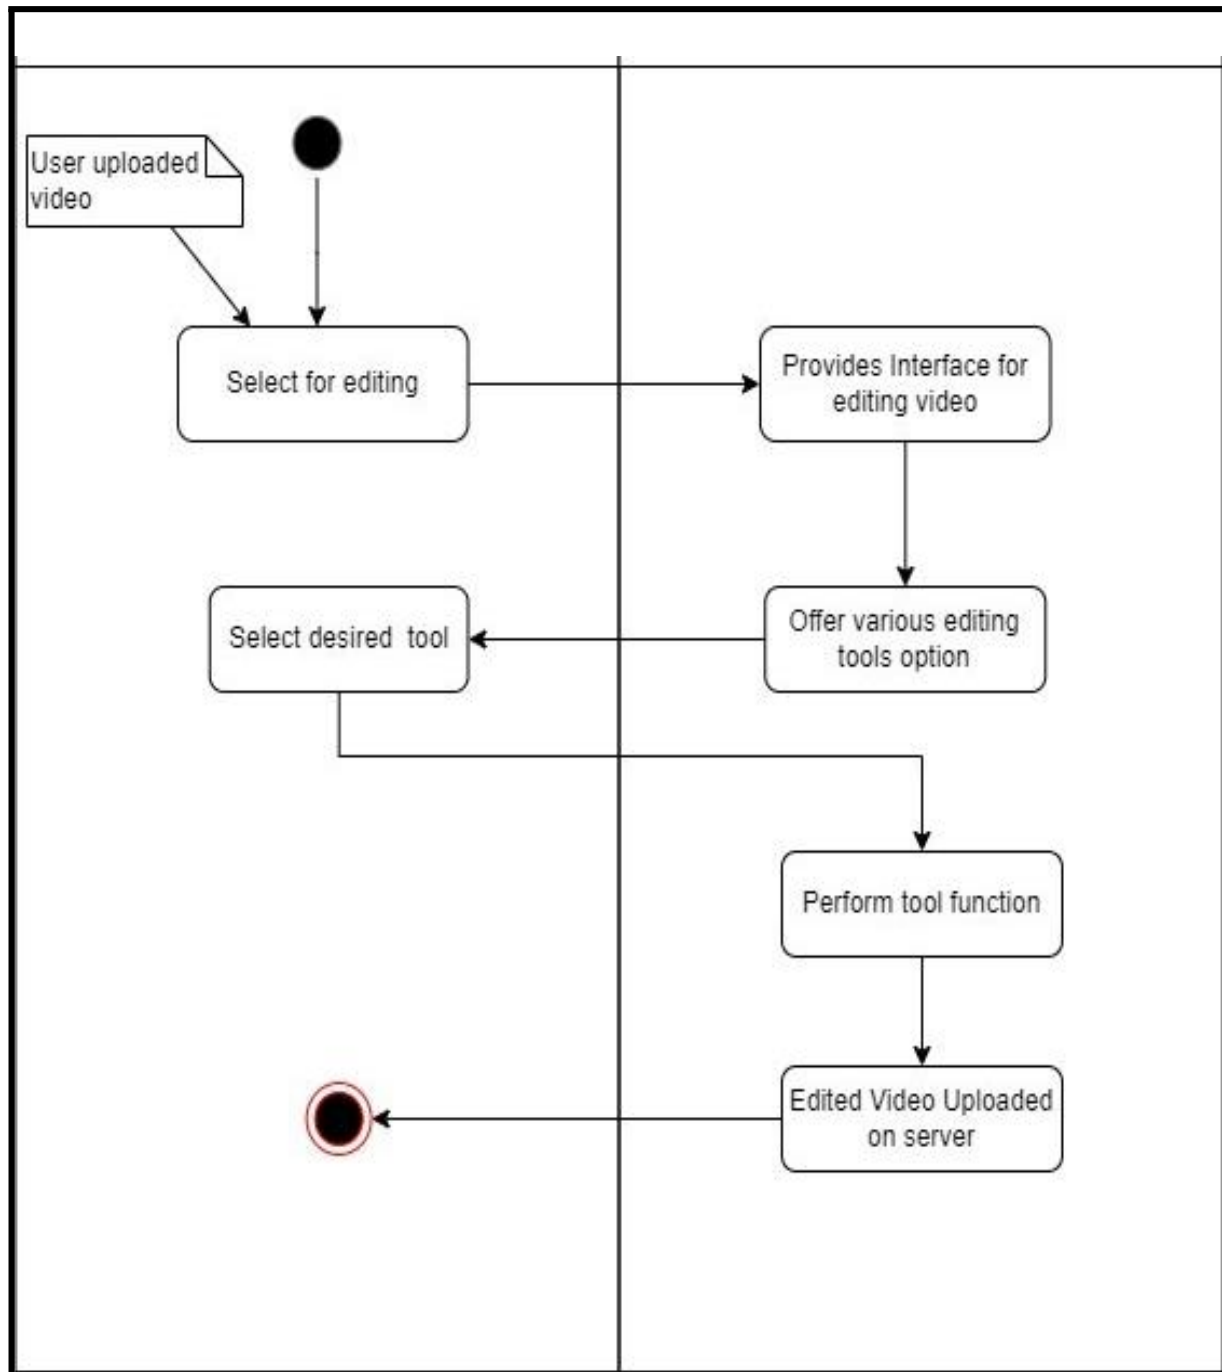 User uploaded
video
Select for editing
Provides Interface for
editing video
Select desired tool
Offer various editing
tools option
Perform tool function
Edited Video Uploaded
on server